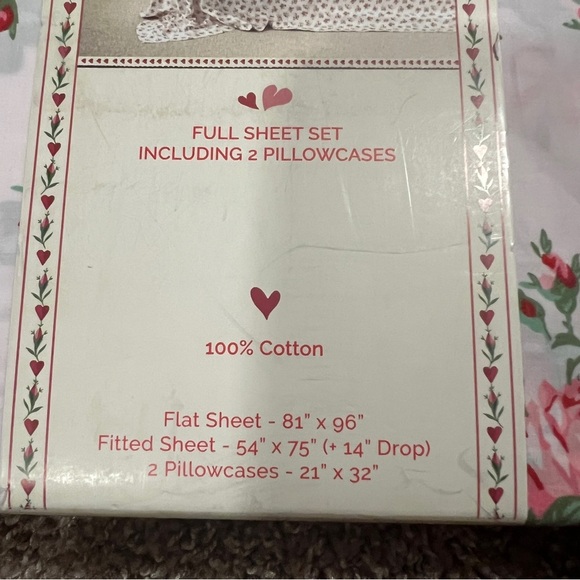 FULL SHEET SET
INCLUDING 2 PILLOWCASES
100% Cotton
Flat Sheet - 81" x 96"
Fitted Sheet - 54" x 75" (+ 14" Drop)
2 Pillowcases - 21" x 32"